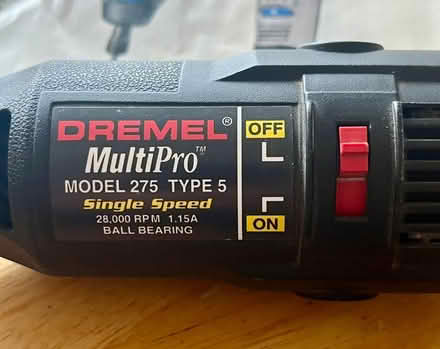 DREMEL®
MultiPro™
MODEL 275 TYPE 5
Single Speed
28,000 RPM 1.15A
BALL BEARING
OFF
ON